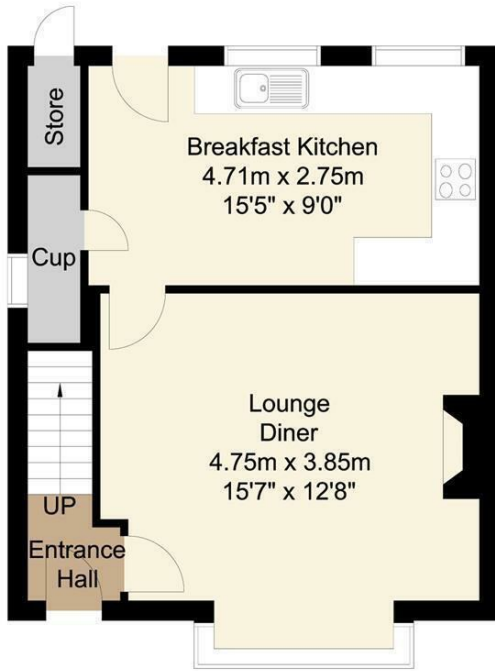 Store
Breakfast Kitchen
4.71m x 2.75m
15'5" x 9'0"
Cup
Lounge
Diner
4.75m x 3.85m
15'7" x 12'8"
UP
Entrance
Hall